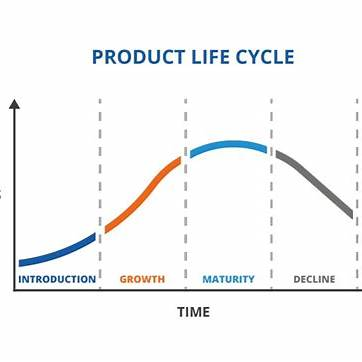 PRODUCT LIFE CYCLE
INTRODUCTION
GROWTH
MATURITY
DECLINE
TIME